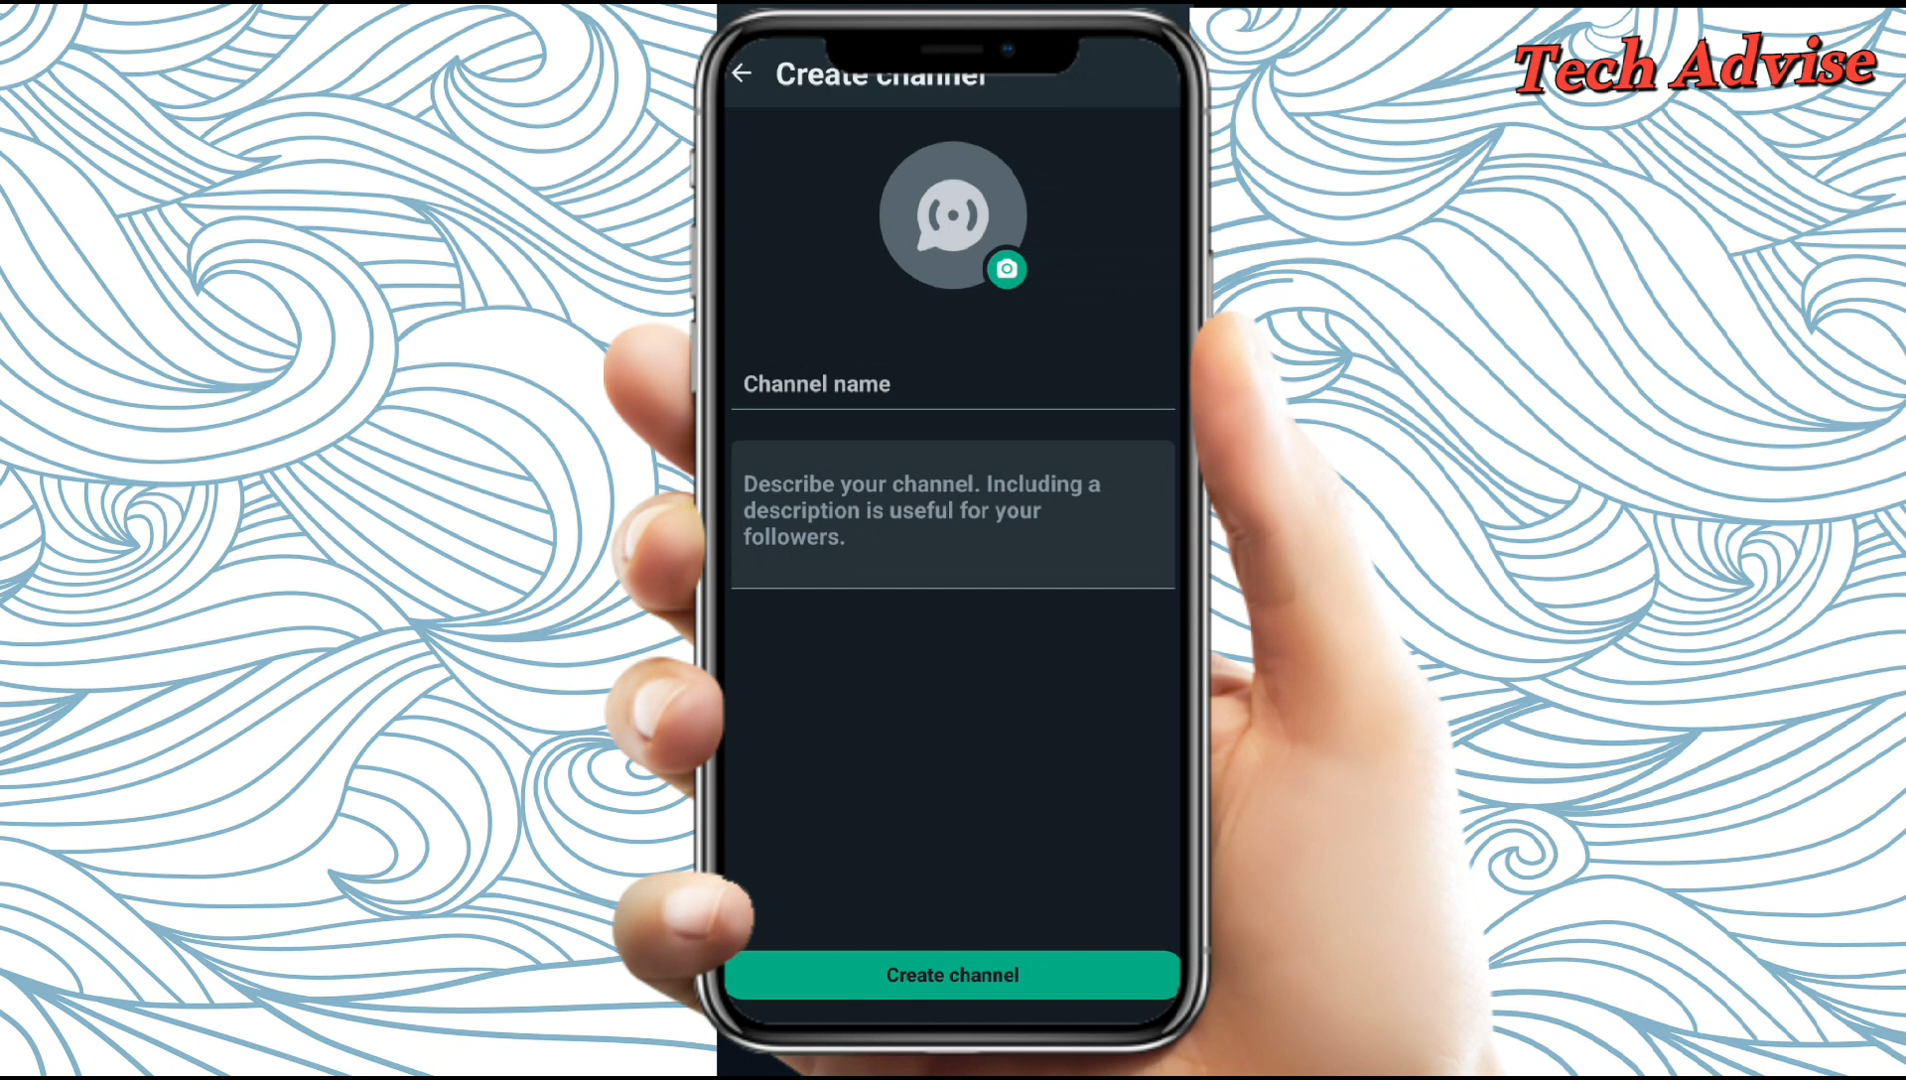 Tech Advise
Create channel
Channel name
Describe your channel. Including a
description is useful for your
followers.
Create channel